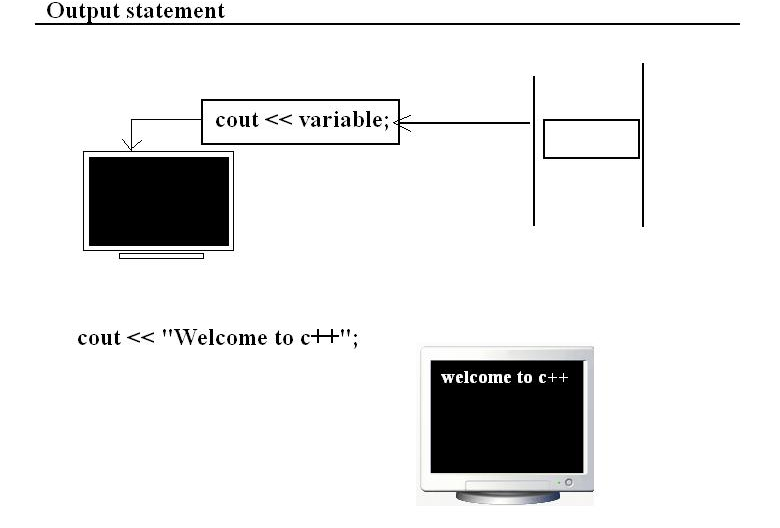 Output statement
cout << variable;
cout << "Welcome to c++";
welcome to c++